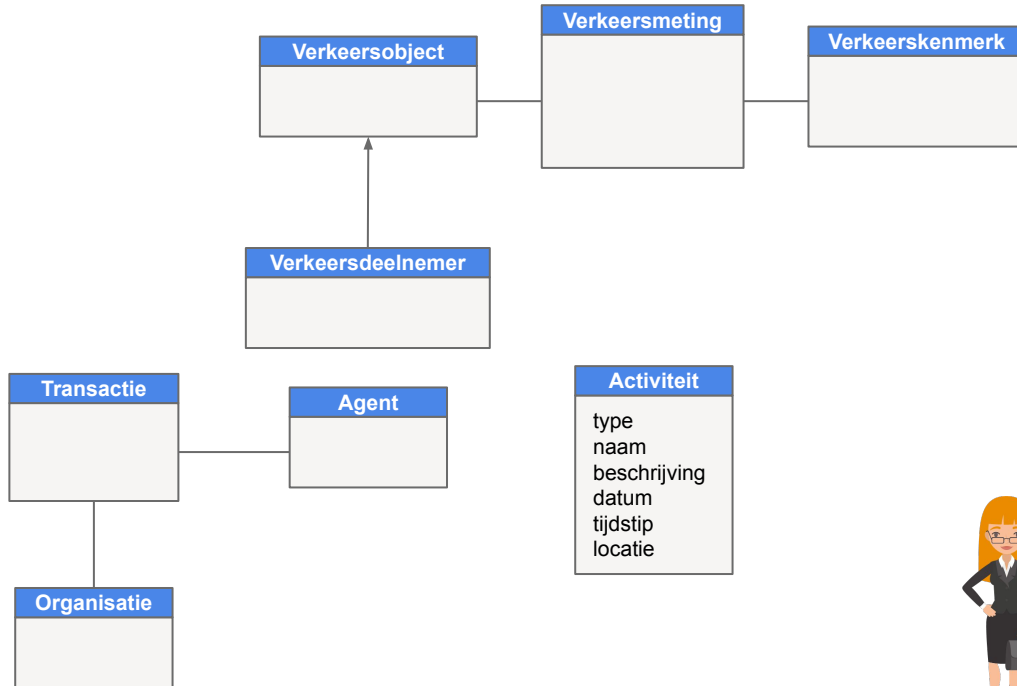 Verkeersmeting
Verkeersobject
Verkeerskenmerk
Verkeersdeelnemer
Transactie
Agent
Activiteit
type
naam
beschrijving
datum
tijdstip
locatie
Organisatie